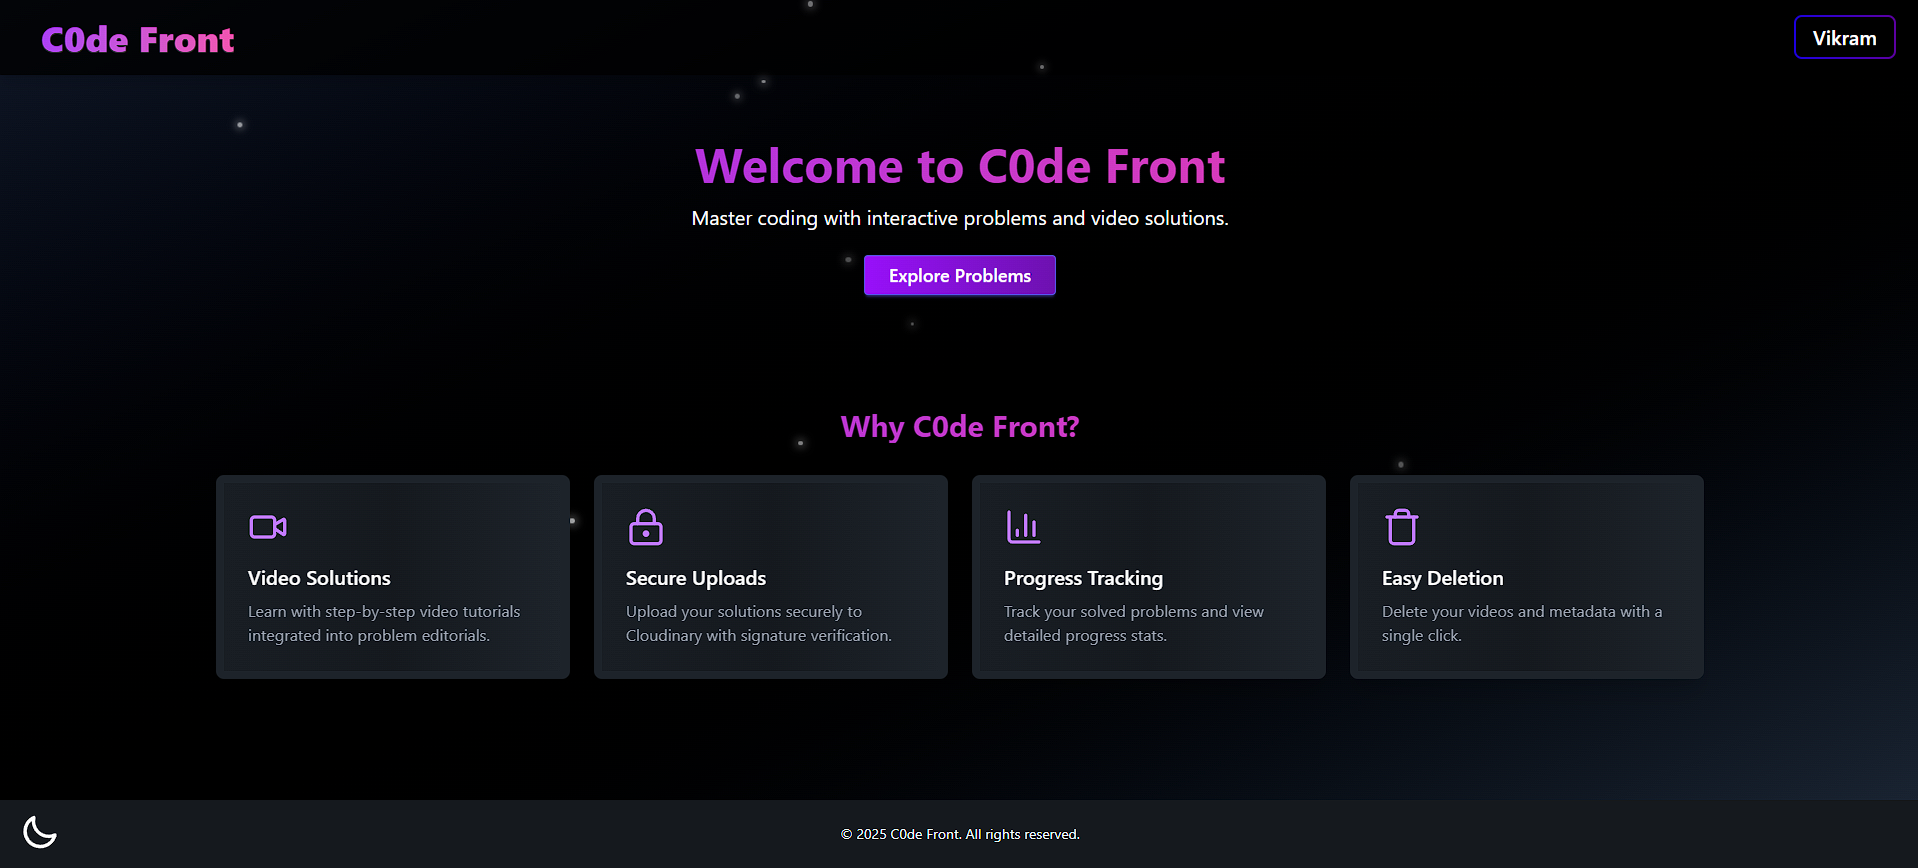 C0de Front
Vikram
Welcome to C0de Front
Master coding with interactive problems and video solutions.
Explore Problems
Why C0de Front?
Video Solutions
Learn with step-by-step video tutorials
integrated into problem editorials.
Secure Uploads
Upload your solutions securely to
Cloudinary with signature verification.
Progress Tracking
Track your solved problems and view
detailed progress stats.
Easy Deletion
Delete your videos and metadata with a
single click.
© 2025 C0de Front. All rights reserved.